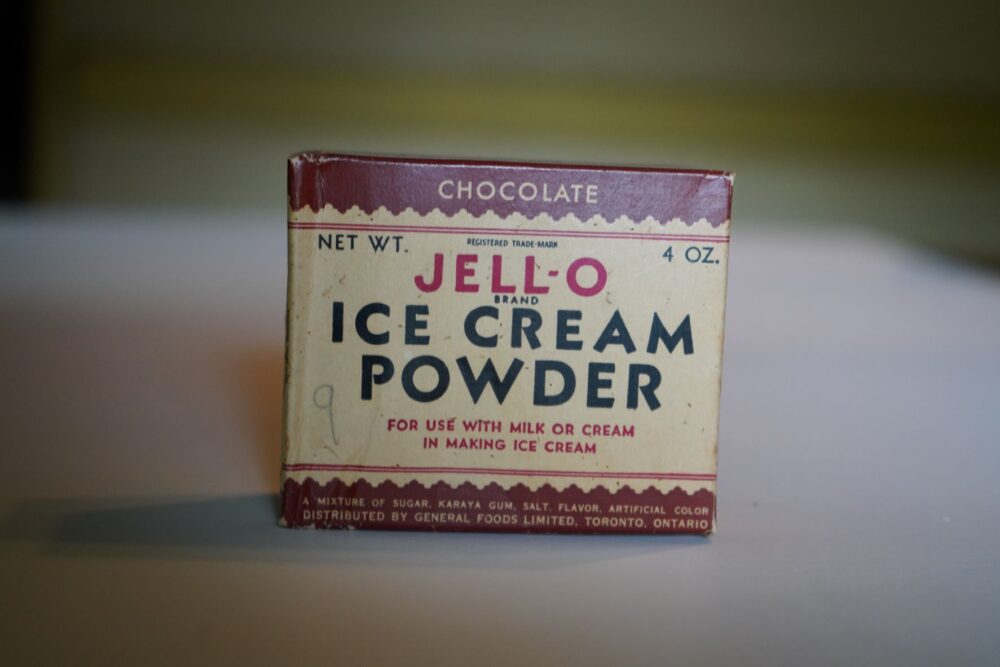 CHOCOLATE
NET WT.
REGISTERED TRADE-MARK
4 OZ.
JELL-O
BRAND
ICE CREAM
POWDER
9
FOR USE WITH MILK OR CREAM
IN MAKING ICE CREAM
A MIXTURE OF SUGAR, KARAYA GUM, SALT, FLAVOR, ARTIFICIAL COLOR
DISTRIBUTED BY GENERAL FOODS LIMITED, TORONTO, ONTARIO